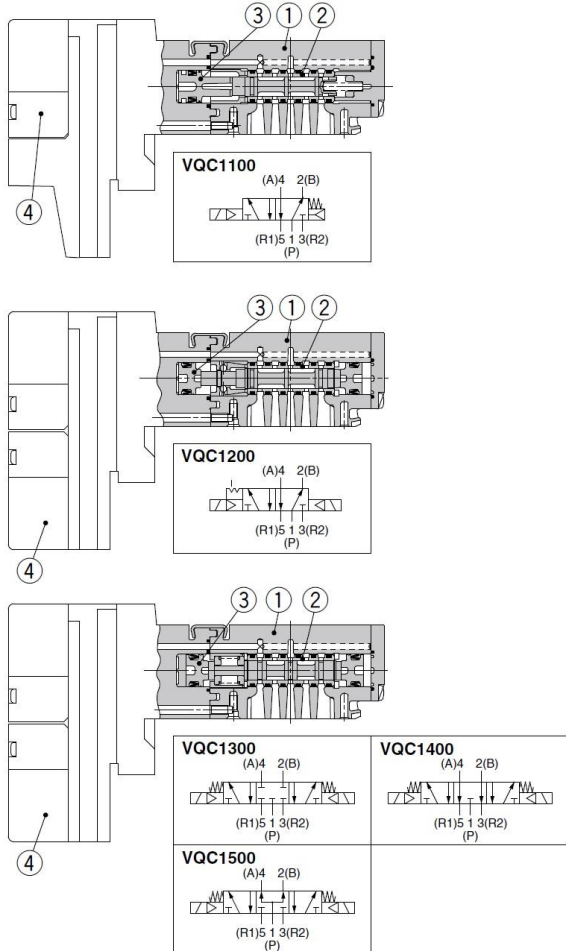 ③ ① ②
④
VQC1100
(A)4 2(B)
(R1)5 1 3(R2)
(P)
③ ① ②
④
VQC1200
(A)4 2(B)
(R1)5 1 3(R2)
(P)
③ ① ②
④
VQC1300
(A)4 2(B)
(R1)5 1 3(R2)
(P)
VQC1400
(A)4 2(B)
(R1)5 1 3(R2)
(P)
VQC1500
(A)4 2(B)
(R1)5 1 3(R2)
(P)